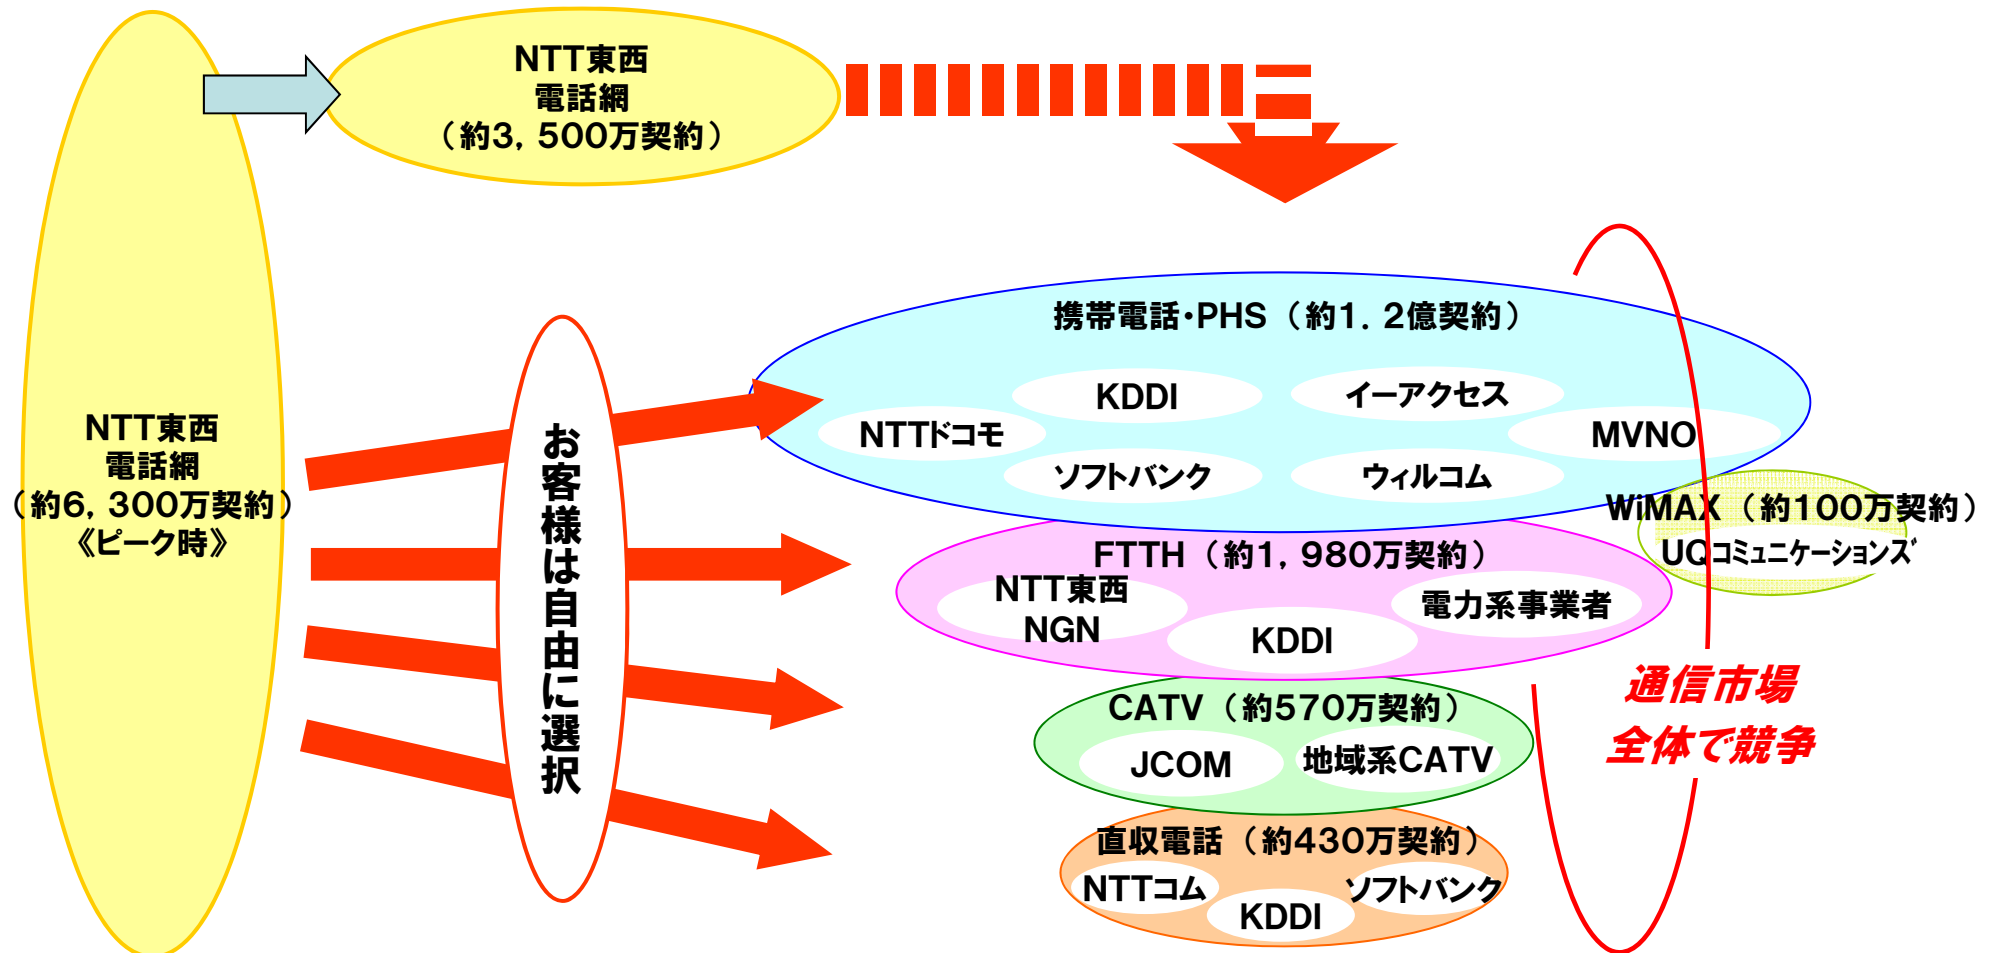 NTT東西
電話網
（約3，500万契約）
NTT東西
電話網
（約6，300万契約）
《ピーク時》
お客様は自由に選択
携帯電話・PHS（約1．2億契約）
KDDI
イーアクセス
NTTドコモ
MVNO
ソフトバンク
ウィルコム
WiMAX（約100万契約）
UQコミュニケーションズ
FTTH（約1，980万契約）
NTT東西
NGN
電力系事業者
KDDI
通信市場
全体で競争
CATV（約570万契約）
JCOM
地域系CATV
直収電話（約430万契約）
NTTコム
ソフトバンク
KDDI